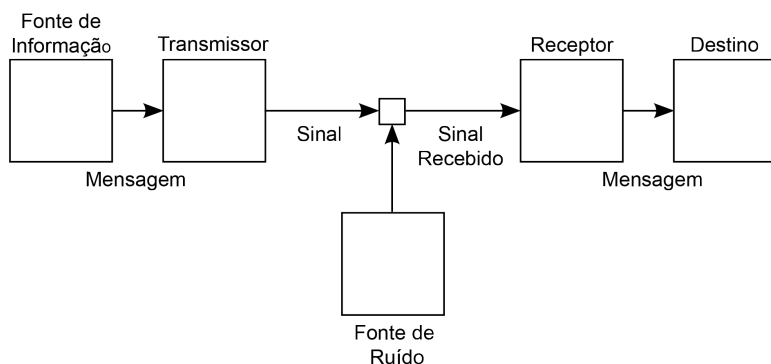 Fonte de
Informação
Transmissor
Receptor
Destino
Sinal
Sinal
Recebido
Mensagem
Mensagem
Fonte de
Ruído